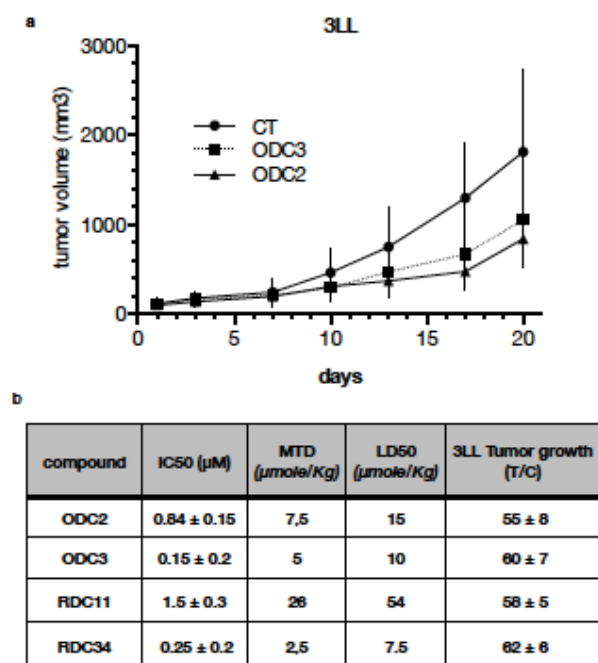 a
3LL
3000
2000
1000
0
tumor volume (mm3)
CT
ODC3
ODC2
0 5 10 15 20
days
b
compound IC50 (µM) MTD (µmole/Kg) LD50 (µmole/Kg) 3LL Tumor growth (T/C)
ODC2 0.84 ± 0.15 7,5 15 55 ± 8
ODC3 0.15 ± 0.2 5 10 60 ± 7
RDC11 1.5 ± 0.3 26 54 58 ± 5
RDC34 0.25 ± 0.2 2,5 7.5 62 ± 6